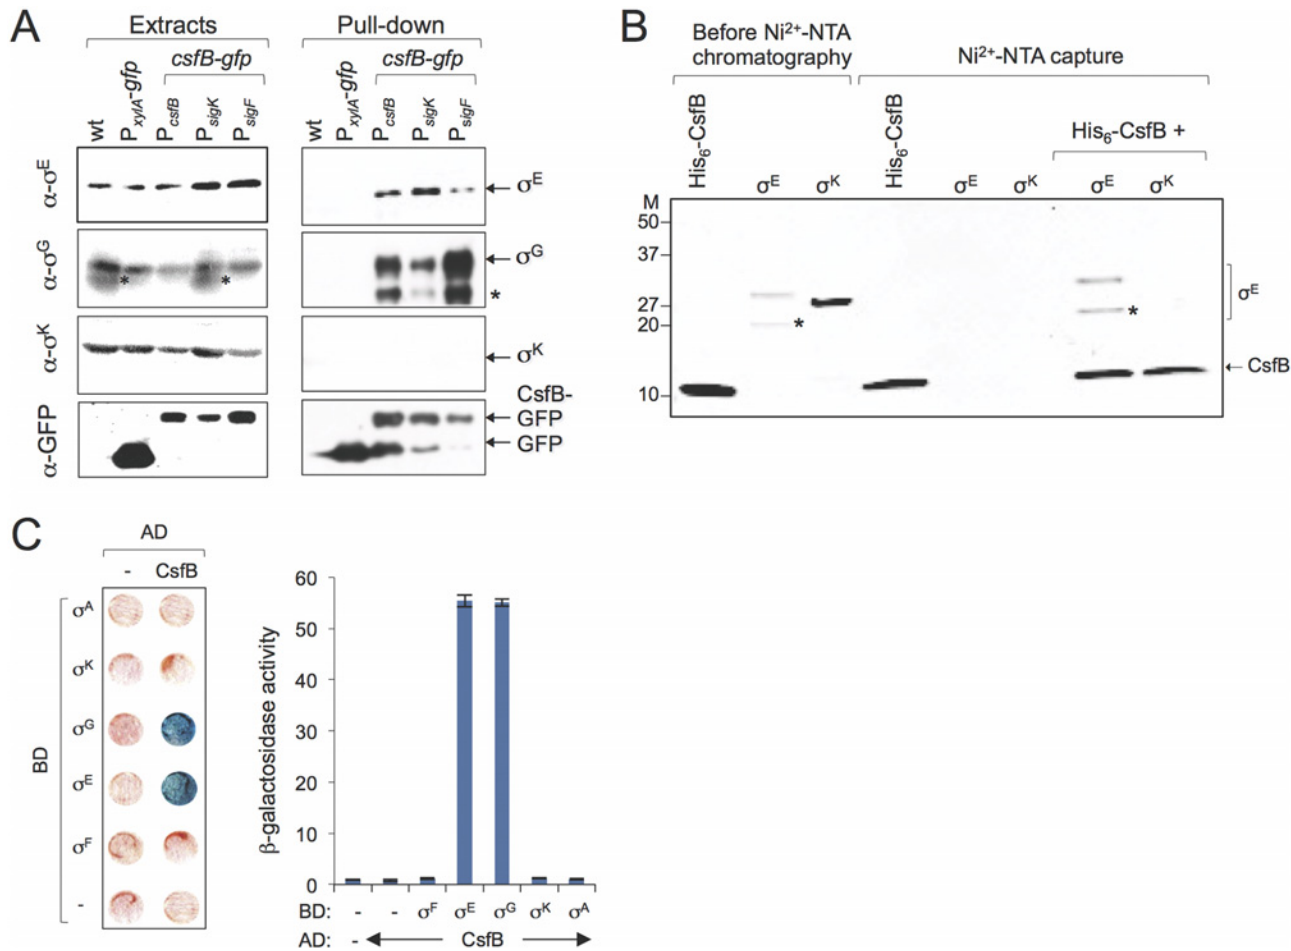 A
Extracts
Pull-down
csfB-gfp
csfB-gfp
wt
PxylA-gfp
PcsfB
PsigK
PsigF
wt
PxylA-gfp
PcsfB
PsigK
PsigF
α-σE
σE
α-σG
* *
σG
*
α-σK
σK
α-GFP
CsfB-
GFP
GFP
B
Before Ni2+-NTA
chromatography
Ni2+-NTA capture
His6-CsfB
σE
σK
His6-CsfB
σE
σK
His6-CsfB +
σE
σK
M
50
37
27
20
10
*
*
σE
CsfB
C
AD
- CsfB
BD
σA
σK
σG
σE
σF
-
β-galactosidase activity
60
50
40
30
20
10
0
BD: - - σF σE σG σK σA
AD: - CsfB